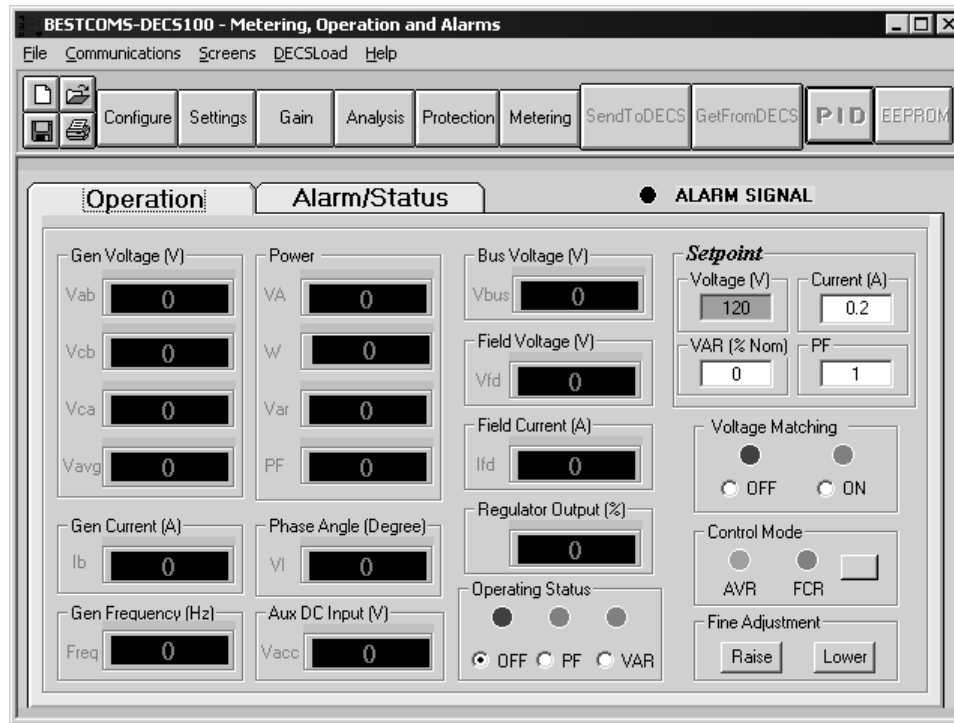 BESTCOMS-DECS100 - Metering, Operation and Alarms
File Communications Screens DECSLoad Help
Configure Settings Gain Analysis Protection Metering SendToDECS GetFromDECS PID EEPROM
Operation Alarm/Status ALARM SIGNAL
Gen Voltage (V)
Vab 0
Vcb 0
Vca 0
Vavg 0
Gen Current (A)
Ib 0
Gen Frequency (Hz)
Freq 0
Power
VA 0
W 0
Var 0
PF 0
Phase Angle (Degree)
VI 0
Aux DC Input (V)
Vacc 0
Bus Voltage (V)
Vbus 0
Field Voltage (V)
Vfd 0
Field Current (A)
Ifd 0
Regulator Output (%)
0
Operating Status
OFF PF VAR
Setpoint
Voltage (V) Current (A)
120 0.2
VAR (% Nom) PF
0 1
Voltage Matching
OFF ON
Control Mode
AVR FCR
Fine Adjustment
Raise Lower